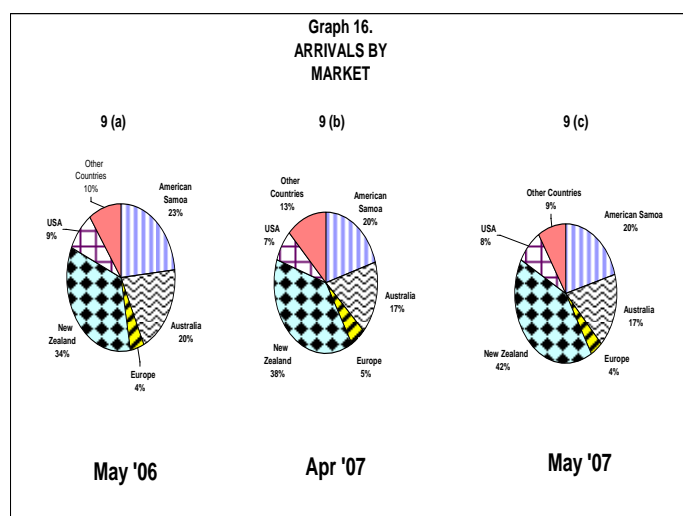 Graph 16.
ARRIVALS BY
MARKET
9 (a)
9 (b)
9 (c)
Other
Countries
10%
American
Samoa
23%
USA
9%
New
Zealand
34%
Australia
20%
Europe
4%
May '06
Other
Countries
13%
American
Samoa
20%
USA
7%
Australia
17%
New
Zealand
38%
Europe
5%
Apr '07
Other Countries
9%
American Samoa
20%
USA
8%
Australia
17%
New Zealand
42%
Europe
4%
May '07